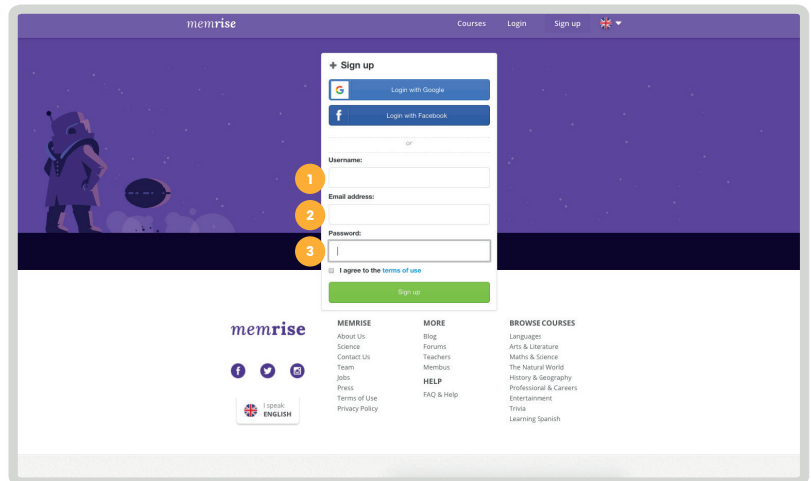 memrise
Courses Login Sign up
+ Sign up
G Login with Google
f Login with Facebook
or
Username:
1
Email address:
2
Password:
3
I agree to the terms of use
Sign up
memrise
I speak:
ENGLISH
MEMRISE
About Us
Science
Contact Us
Team
Jobs
Press
Terms of Use
Privacy Policy
MORE
Blog
Forums
Teachers
Membus
HELP
FAQ & Help
BROWSE COURSES
Languages
Arts & Literature
Maths & Science
The Natural World
History & Geography
Professional & Careers
Entertainment
Trivia
Learning Spanish